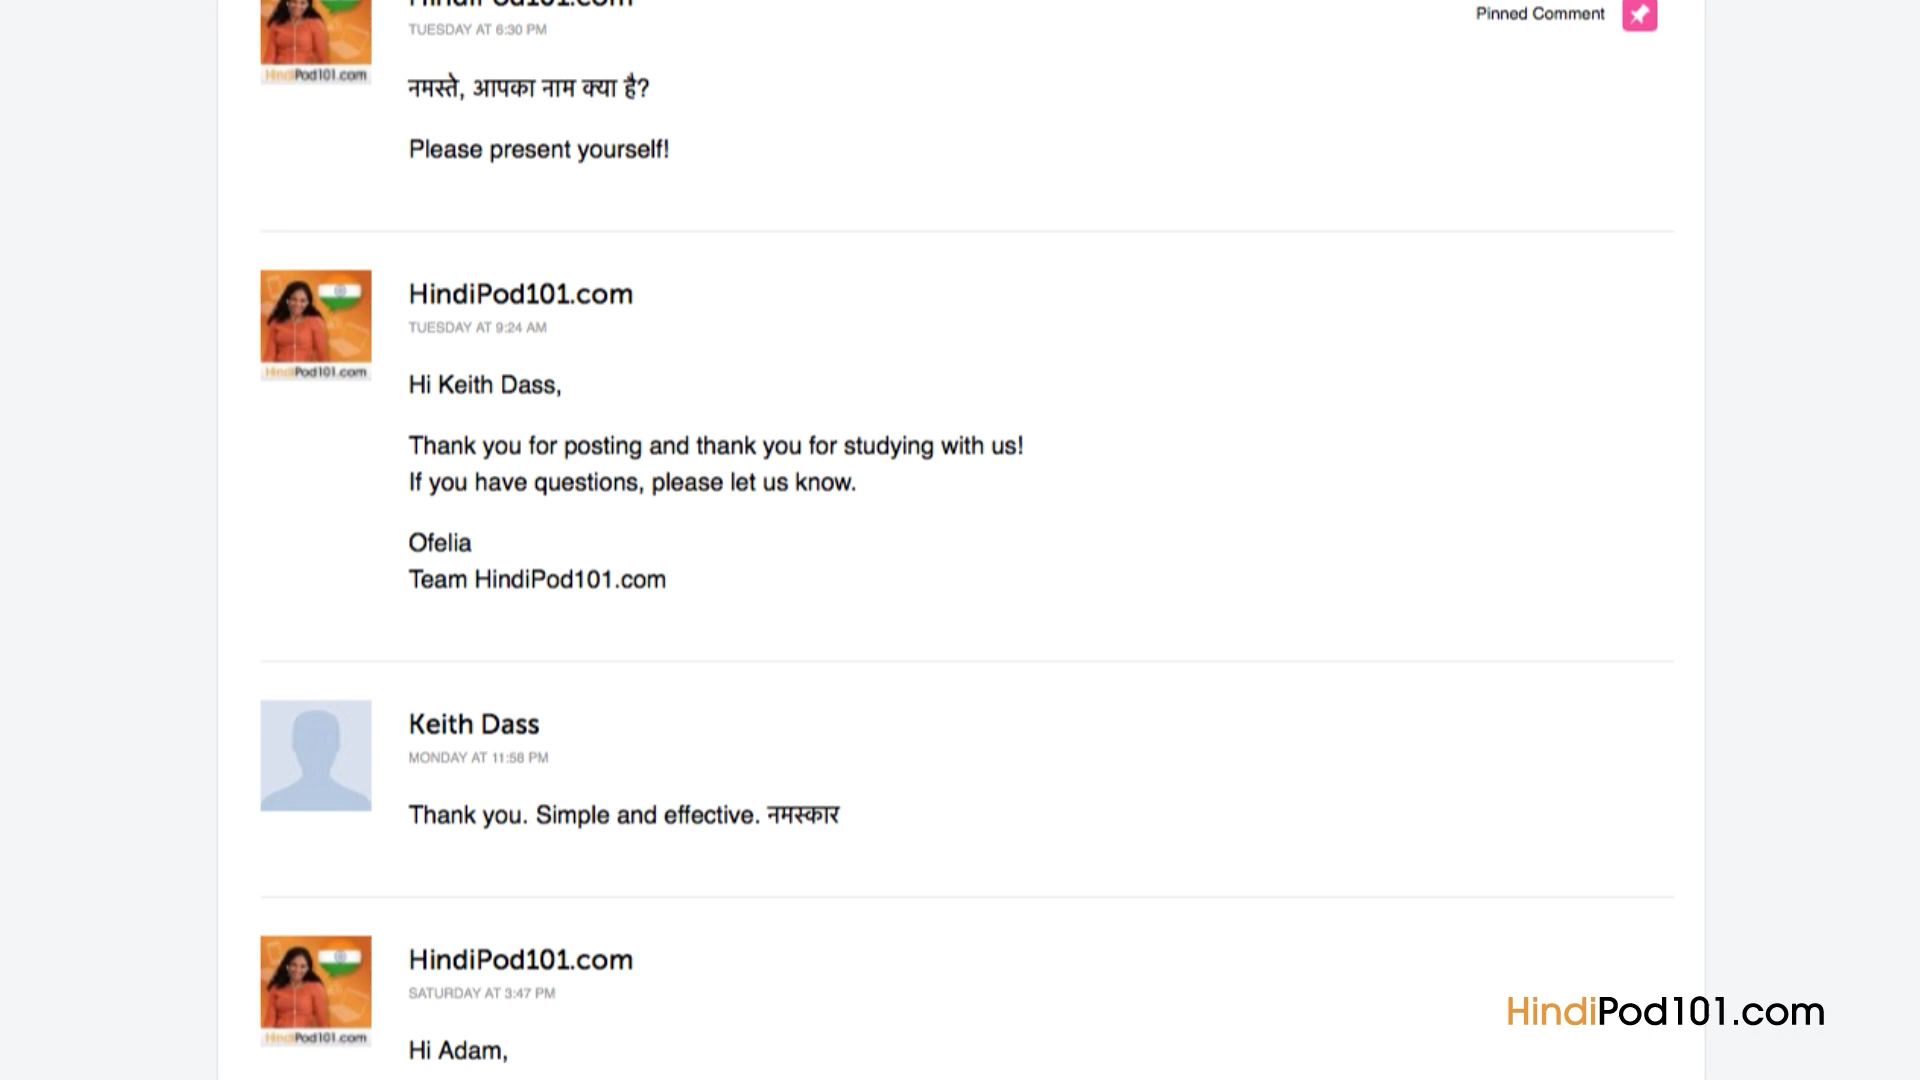 HindiPod101.com
Pinned Comment
TUESDAY AT 6:30 PM
HindiPod101.com
नमस्ते, आपका नाम क्या है?
Please present yourself!
HindiPod101.com
TUESDAY AT 9:24 AM
HindiPod101.com
Hi Keith Dass,
Thank you for posting and thank you for studying with us!
If you have questions, please let us know.
Ofelia
Team HindiPod101.com
Keith Dass
MONDAY AT 11:58 PM
Thank you. Simple and effective. नमस्कार
HindiPod101.com
SATURDAY AT 3:47 PM
HindiPod101.com
Hi Adam,
HindiPod101.com